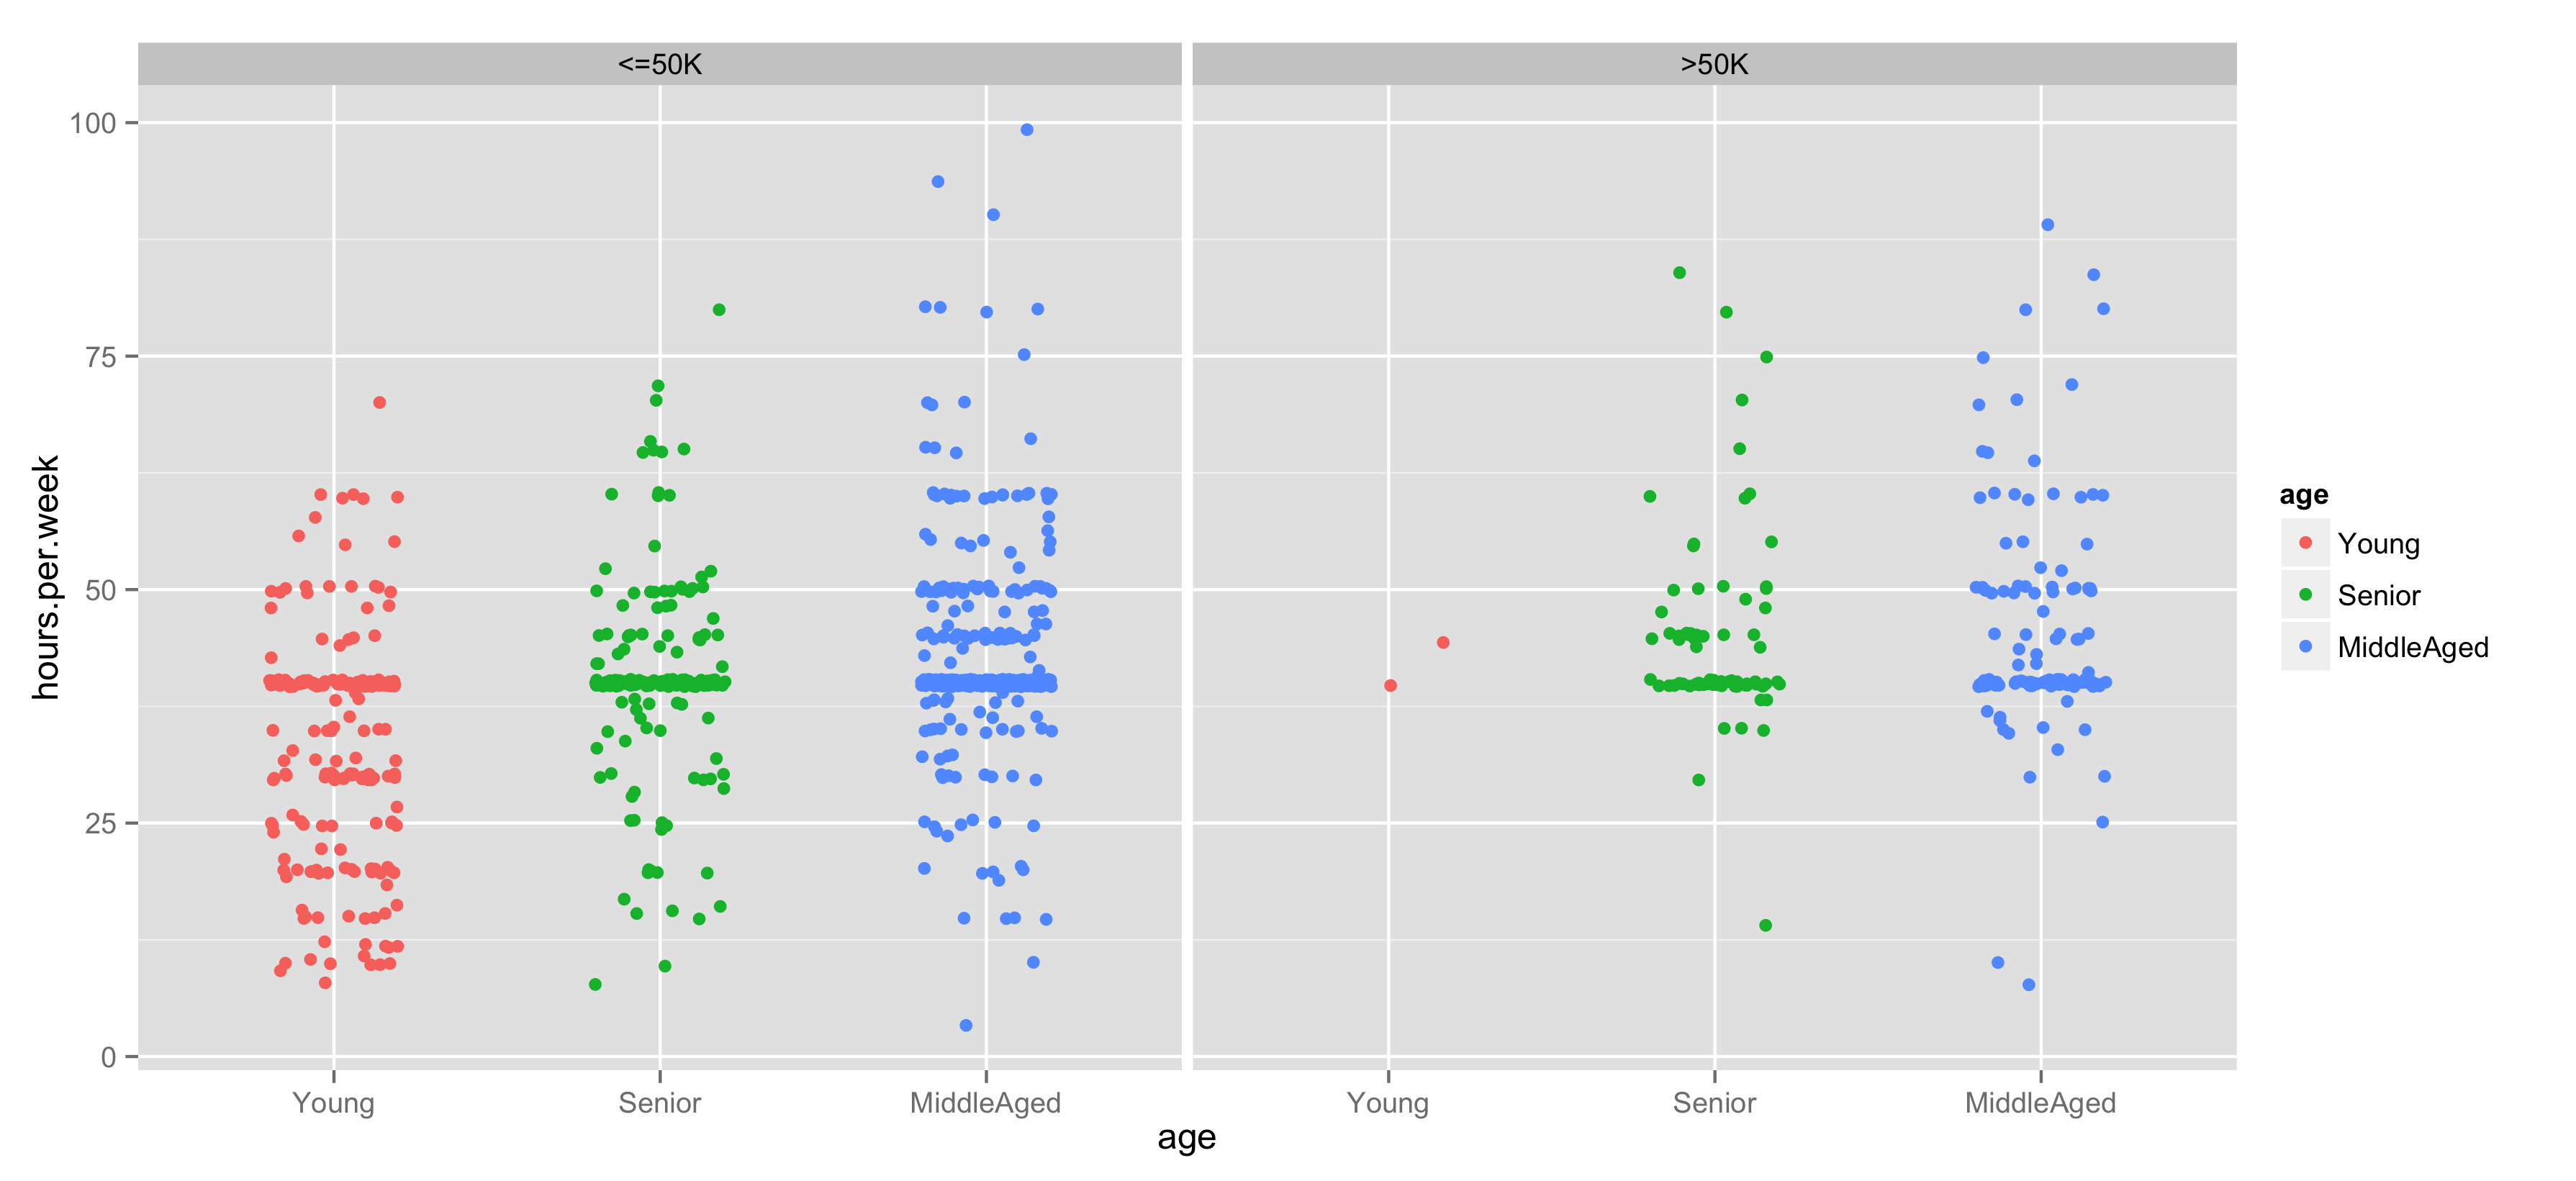 <=50K
>50K
100
75
50
25
0
hours.per.week
Young
Senior
MiddleAged
Young
Senior
MiddleAged
age
age
Young
Senior
MiddleAged